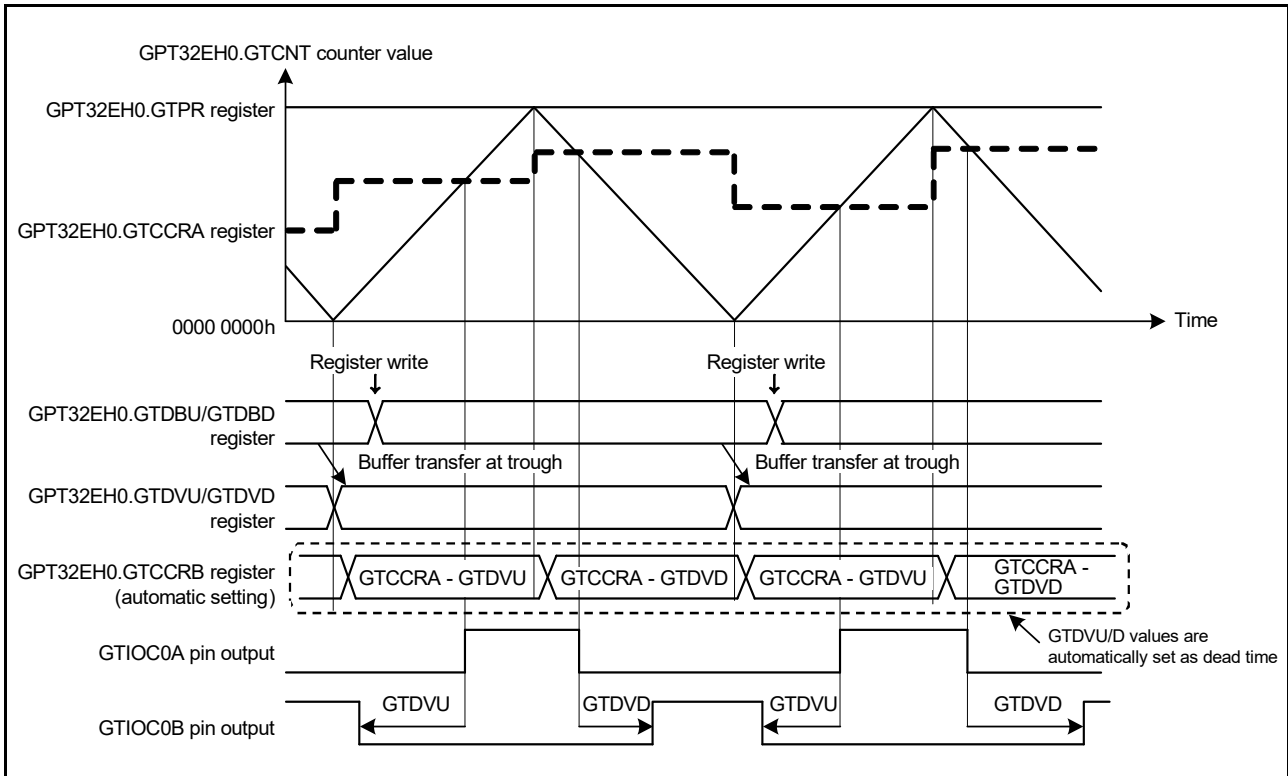 GPT32EH0.GTCNT counter value
GPT32EH0.GTPR register
GPT32EH0.GTCCRA register
0000 0000h
Time
Register write
Register write
GPT32EH0.GTDBU/GTDBD
register
Buffer transfer at trough
Buffer transfer at trough
GPT32EH0.GTDVU/GTDVD
register
GPT32EH0.GTCCRB register
(automatic setting)
GTCCRA - GTDVU
GTCCRA - GTDVD
GTCCRA - GTDVU
GTCCRA -
GTDVD
GTDVU/D values are
automatically set as dead time
GTIOC0A pin output
GTDVU
GTDVD
GTDVU
GTDVD
GTIOC0B pin output